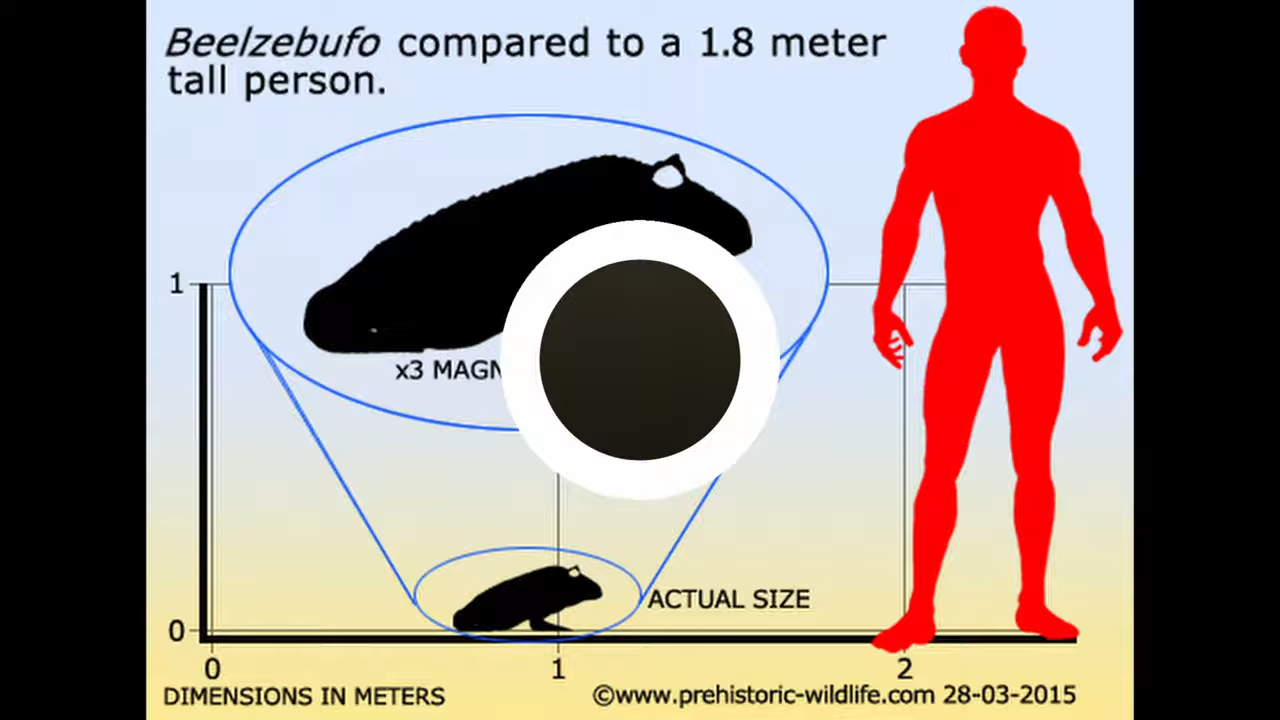 Beelzebufo compared to a 1.8 meter
tall person.
1
x3
ACTUAL SIZE
0
0 1 2
DIMENSIONS IN METERS ©www.prehistoric-wildlife.com 28-03-2015